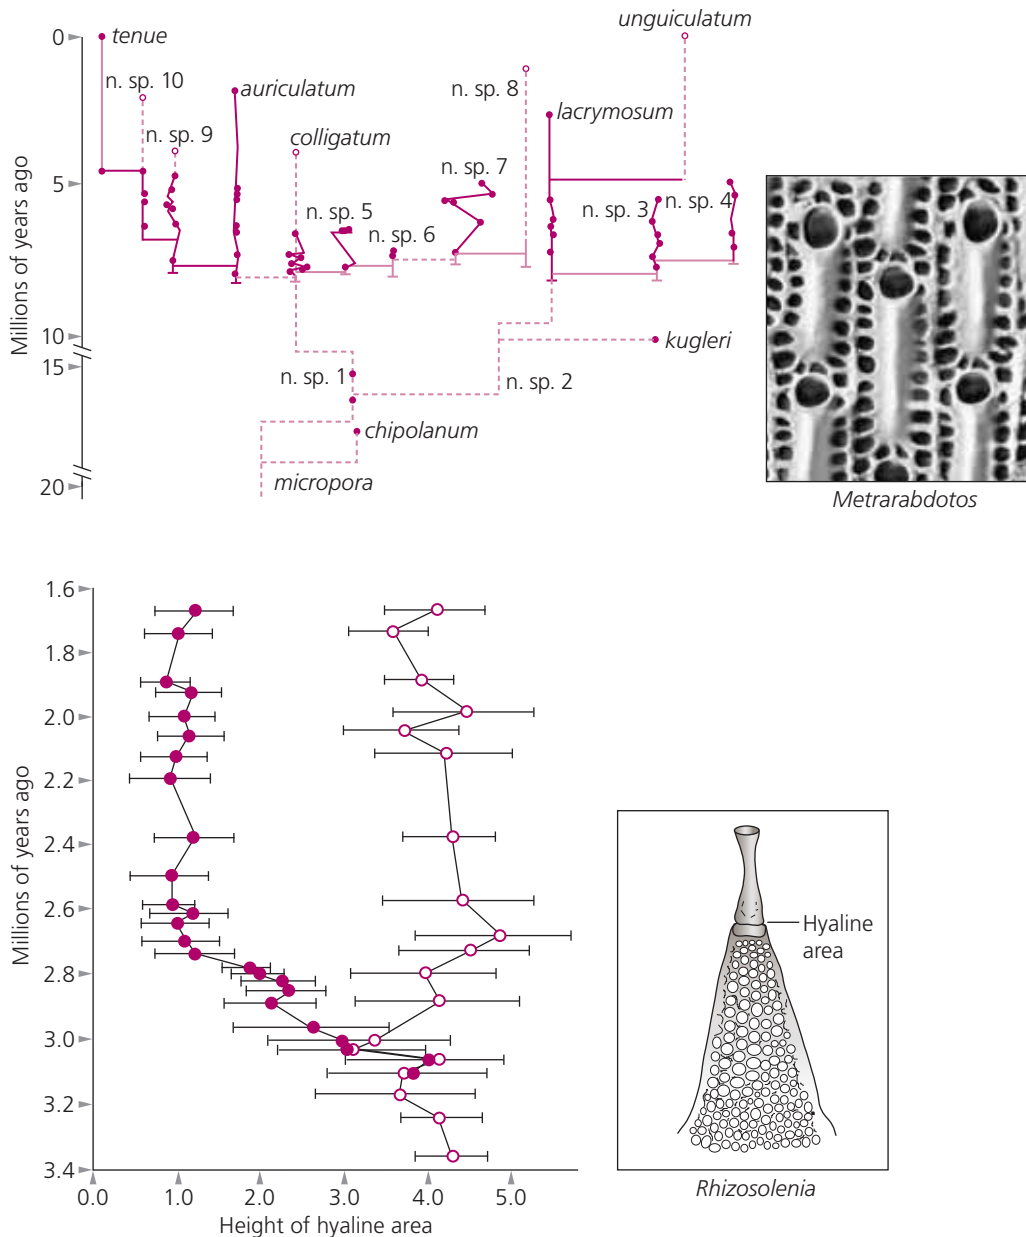 unguiculatum
0
tenue
n. sp. 10
auriculatum
n. sp. 8
lacrymosum
n. sp. 9
colligatum
n. sp. 7
5
n. sp. 5
n. sp. 3
n. sp. 4
n. sp. 6
Millions of years ago
10
kugleri
15
n. sp. 1
n. sp. 2
chipolanum
micropora
20
Metrarabdotos
1.6
1.8
2.0
2.2
2.4
2.6
2.8
3.0
3.2
3.4
Millions of years ago
0.0 1.0 2.0 3.0 4.0 5.0
Height of hyaline area
Hyaline
area
Rhizosolenia